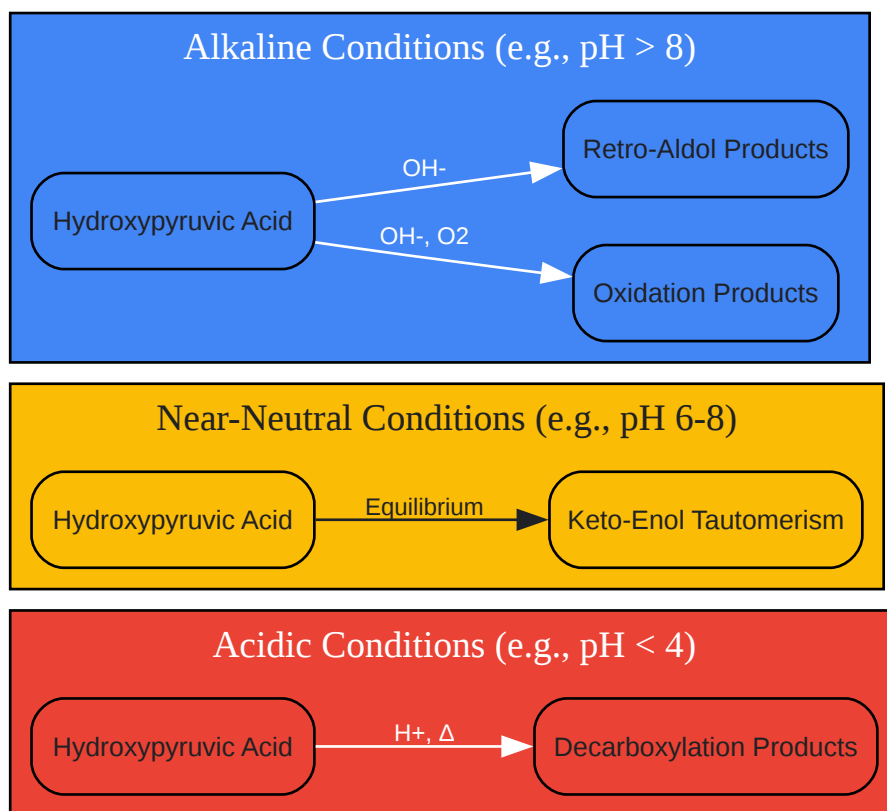 Alkaline Conditions (e.g., pH > 8)
Retro-Aldol Products
OH-
Hydroxypyruvic Acid
OH-, O2
Oxidation Products
Near-Neutral Conditions (e.g., pH 6-8)
Hydroxypyruvic Acid
Equilibrium
Keto-Enol Tautomerism
Acidic Conditions (e.g., pH < 4)
Hydroxypyruvic Acid
H+, Δ
Decarboxylation Products